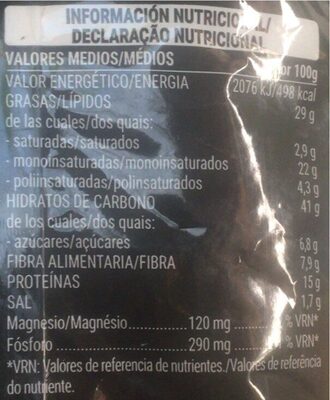 INFORMACIÓN NUTRICIONAL/
DECLARAÇÃO NUTRICIONAL
VALORES MEDIOS/MÉDIOS por 100g
VALOR ENERGÉTICO/ENERGIA 2076 kJ/498 kcal
GRASAS/LÍPIDOS 29 g
de las cuales/dos quais:
- saturadas/saturados 2,9 g
- monoinsaturadas/monoinsaturados 22 g
- poliinsaturadas/polinsaturados 4,3 g
HIDRATOS DE CARBONO 41 g
de los cuales/dos quais:
- azúcares/açúcares 6,8 g
FIBRA ALIMENTARIA/FIBRA 7,9 g
PROTEÍNAS 15 g
SAL 1,7 g
Magnesio/Magnésio 120 mg % VRN*
Fósforo 290 mg % VRN*
*VRN: Valores de referencia de nutrientes./Valores de referência
do nutriente.